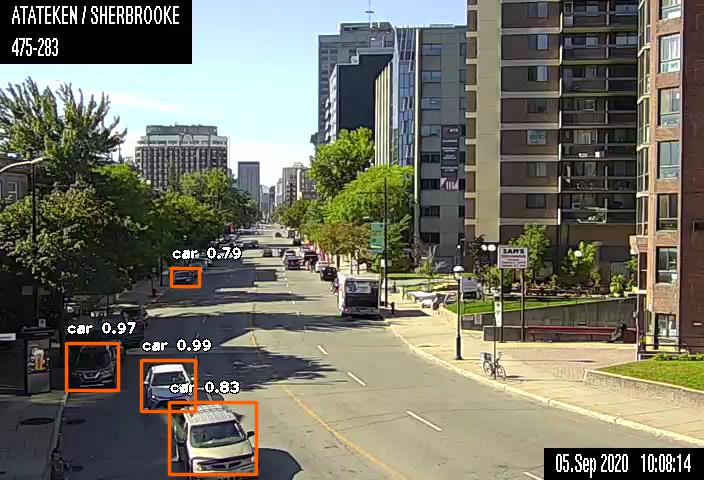 ATATEKEN / SHERBROOKE
475-283
car 0.79
car 0.97
car 0.99
car 0.83
SAM'S
05.Sep 2020 10:08:14